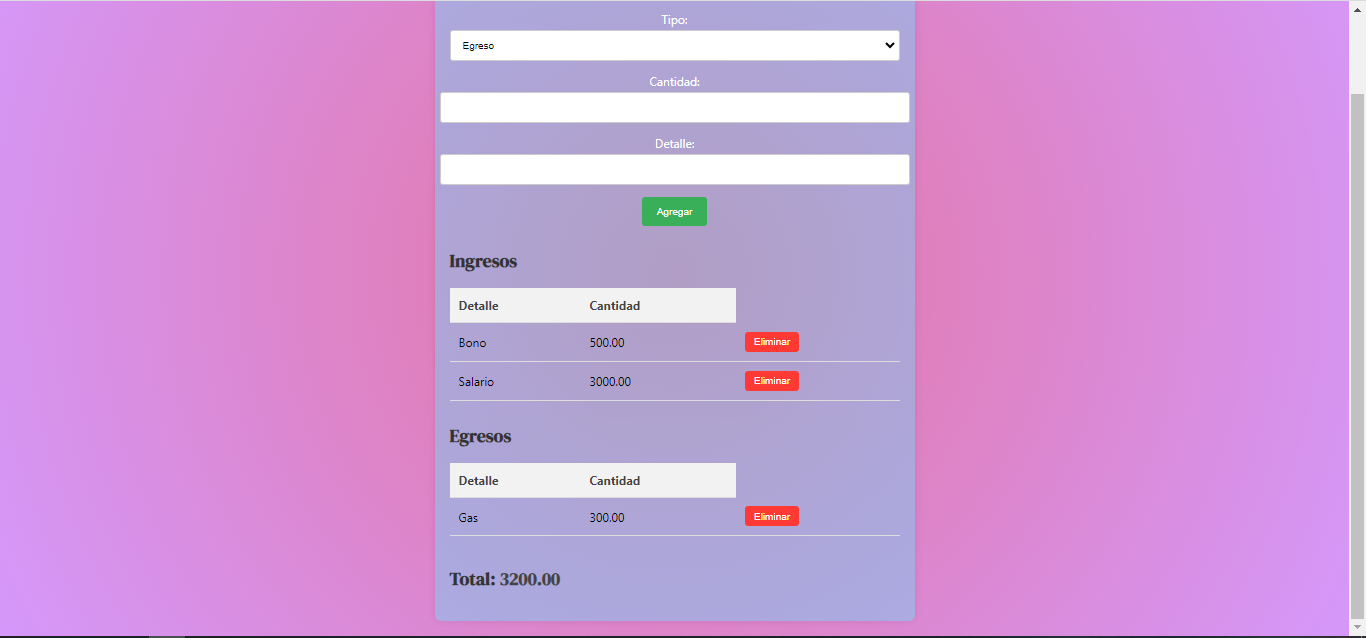 Tipo:
Egreso
Cantidad:
Detalle:
Agregar
Ingresos
Detalle Cantidad
Bono 500.00 Eliminar
Salario 3000.00 Eliminar
Egresos
Detalle Cantidad
Gas 300.00 Eliminar
Total: 3200.00